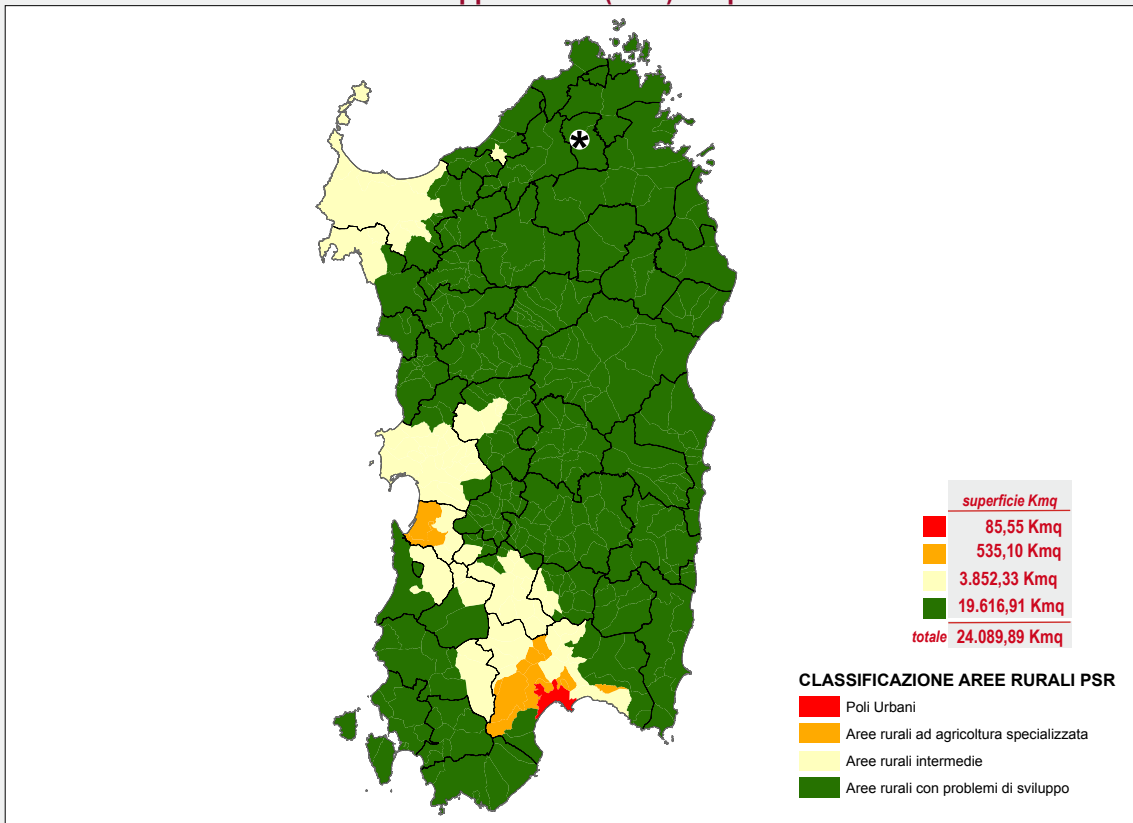 superficie Kmq
85,55 Kmq
535,10 Kmq
3.852,33 Kmq
19.616,91 Kmq
totale 24.089,89 Kmq
CLASSIFICAZIONE AREE RURALI PSR
Poli Urbani
Aree rurali ad agricoltura specializzata
Aree rurali intermedie
Aree rurali con problemi di sviluppo